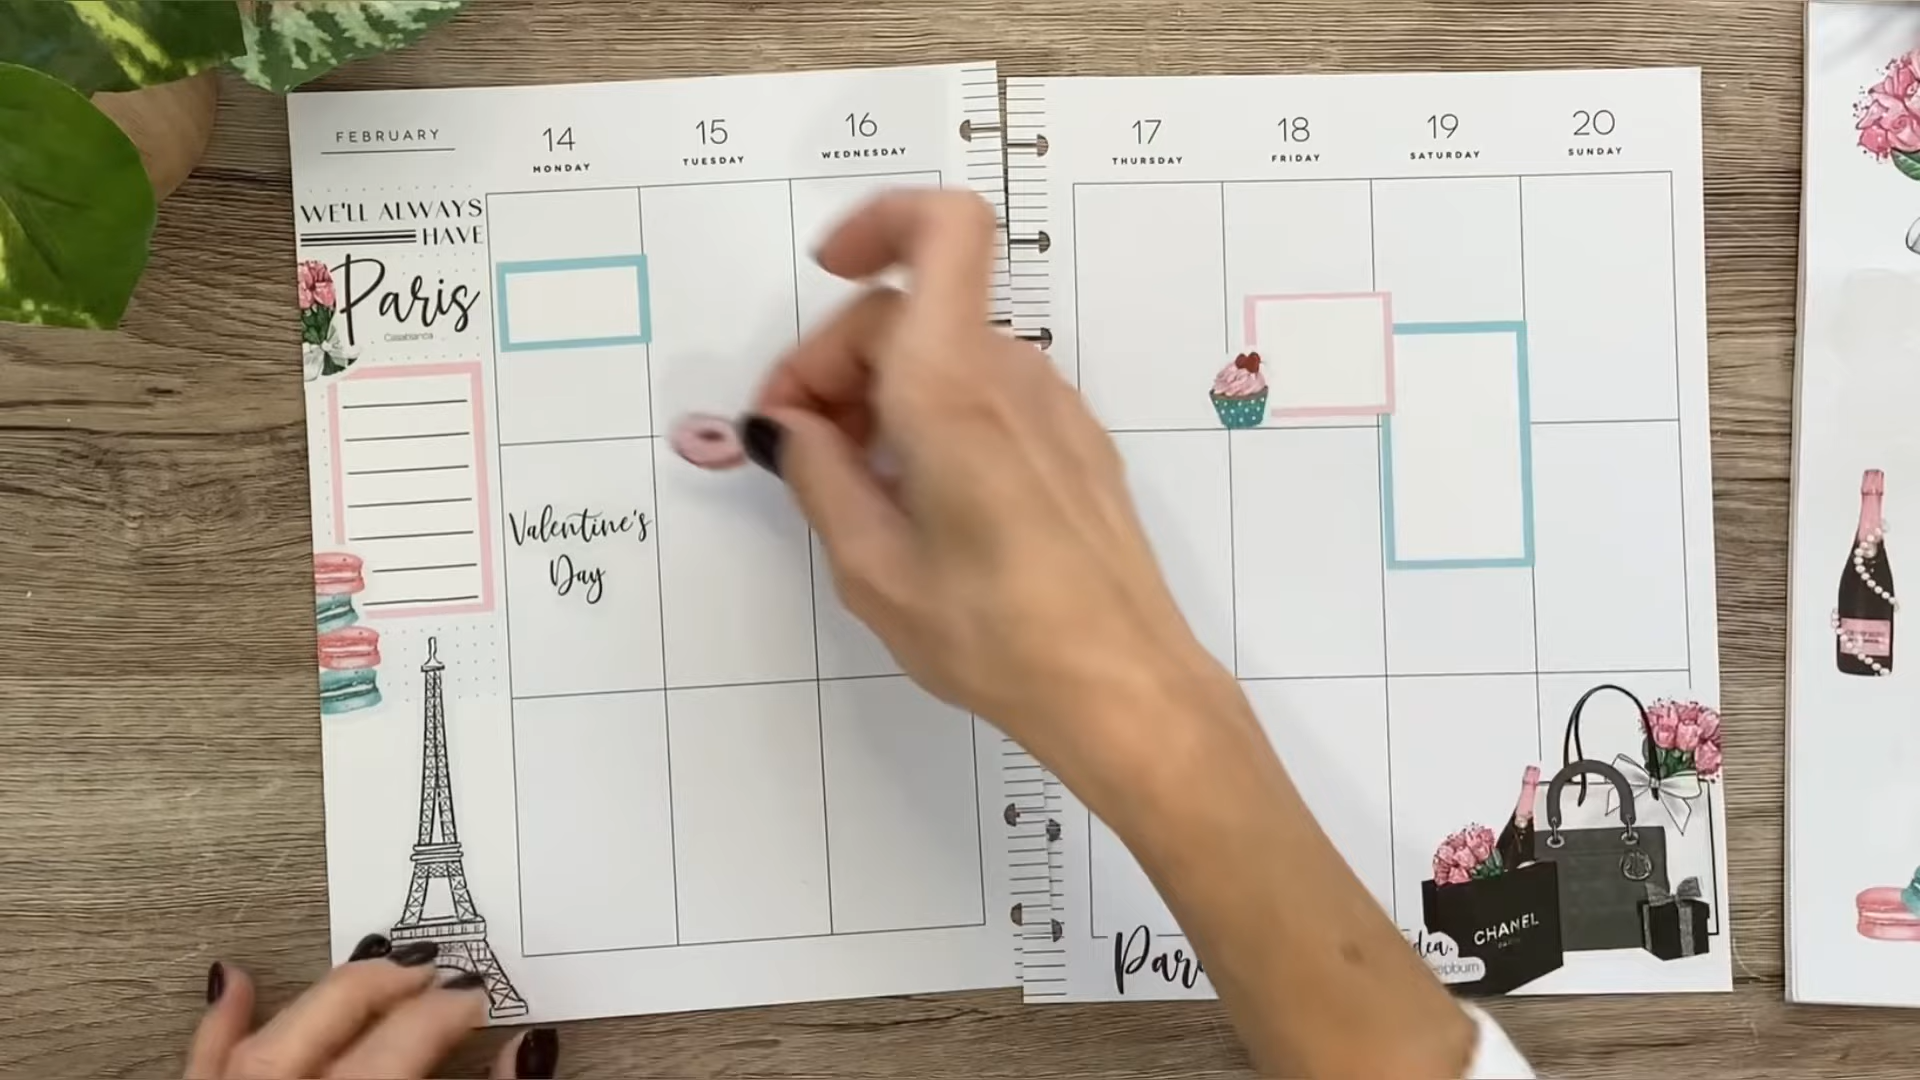 FEBRUARY
14
MONDAY
15
TUESDAY
16
WEDNESDAY
17
THURSDAY
18
FRIDAY
19
SATURDAY
20
SUNDAY
WE'LL ALWAYS
HAVE
Paris
Casablanca
Valentine's
Day
CHANEL
PARIS